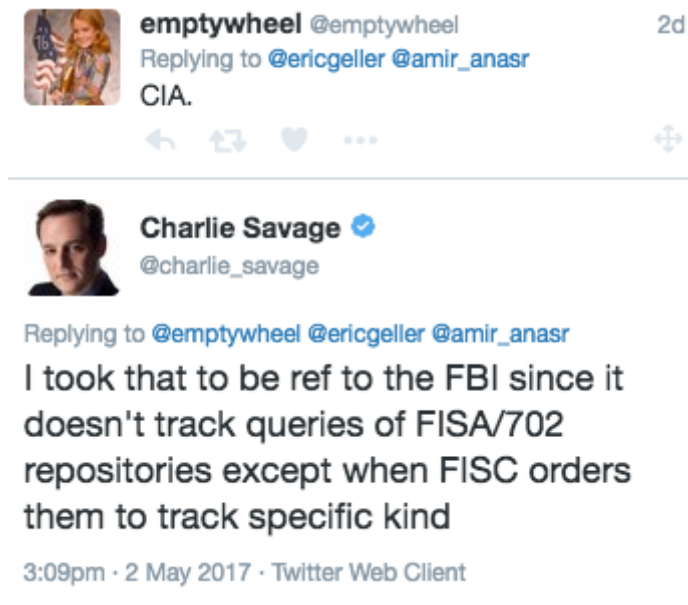 emptywheel @emptywheel 2d
Replying to @ericgeller @amir_anasr
CIA.
Charlie Savage
@charlie_savage
Replying to @emptywheel @ericgeller @amir_anasr
I took that to be ref to the FBI since it
doesn't track queries of FISA/702
repositories except when FISC orders
them to track specific kind
3:09pm · 2 May 2017 · Twitter Web Client